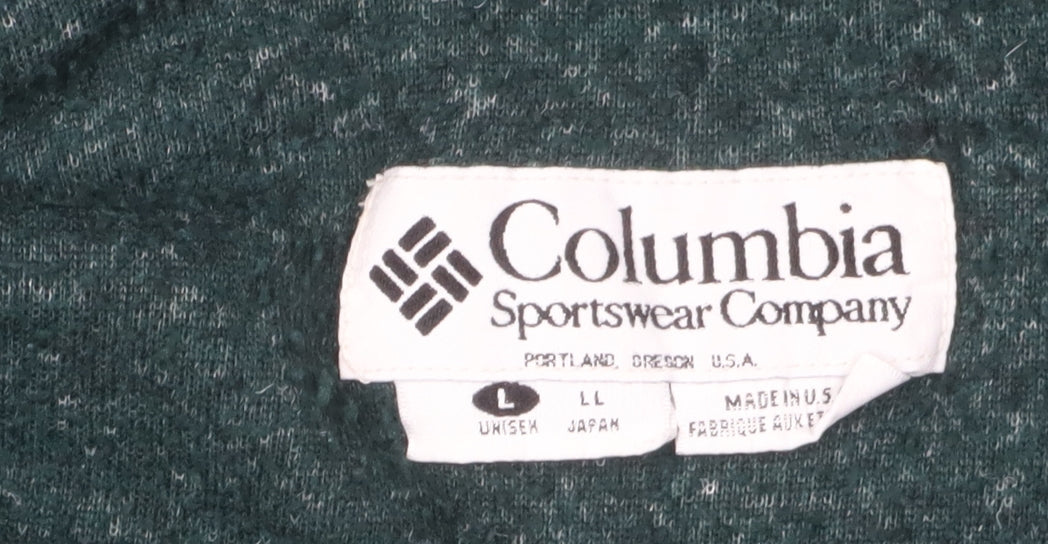 Columbia
Sportswear Company
PORTLAND, OREGON U.S.A.
L LL
UNISEX JAPAN
MADE IN U.S
FABRIQUE AUX ET